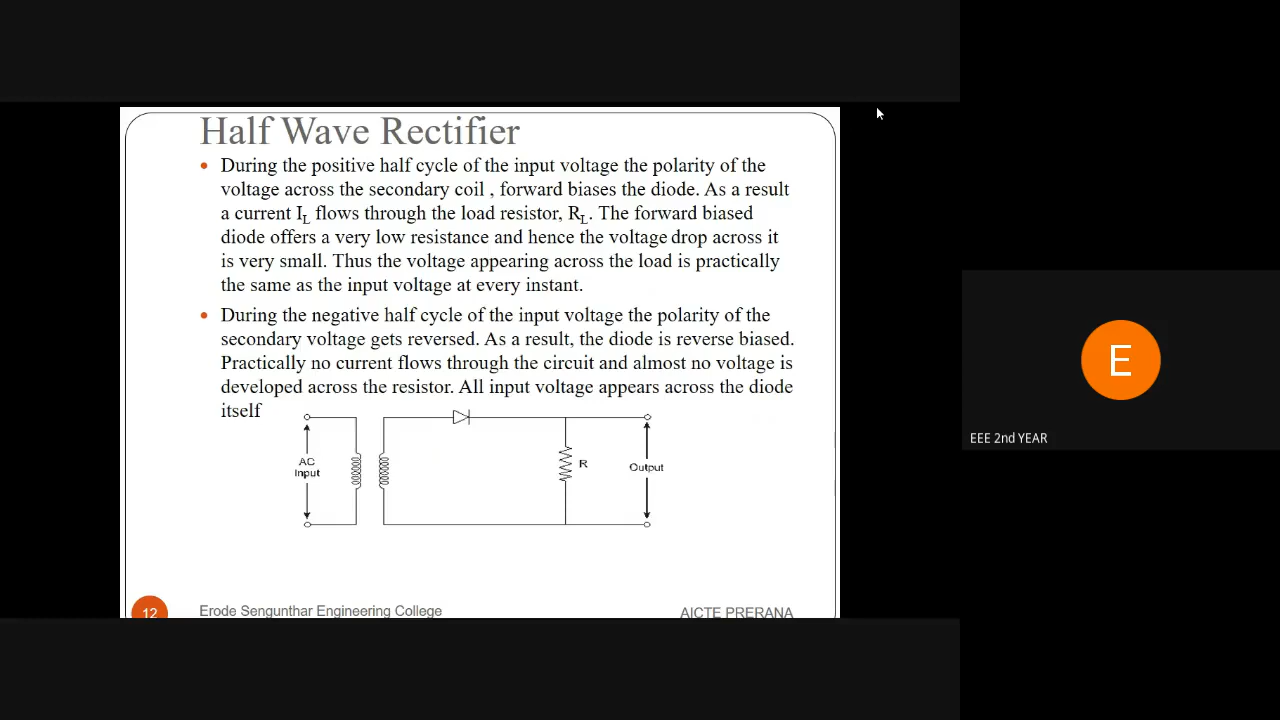 Half Wave Rectifier
• During the positive half cycle of the input voltage the polarity of the
voltage across the secondary coil , forward biases the diode. As a result
a current IL flows through the load resistor, RL. The forward biased
diode offers a very low resistance and hence the voltage drop across it
is very small. Thus the voltage appearing across the load is practically
the same as the input voltage at every instant.
• During the negative half cycle of the input voltage the polarity of the
secondary voltage gets reversed. As a result, the diode is reverse biased.
Practically no current flows through the circuit and almost no voltage is
developed across the resistor. All input voltage appears across the diode
itself
AC
Input
R
Output
12
Erode Sengunthar Engineering College
AICTE PRERANA
E
EEE 2nd YEAR